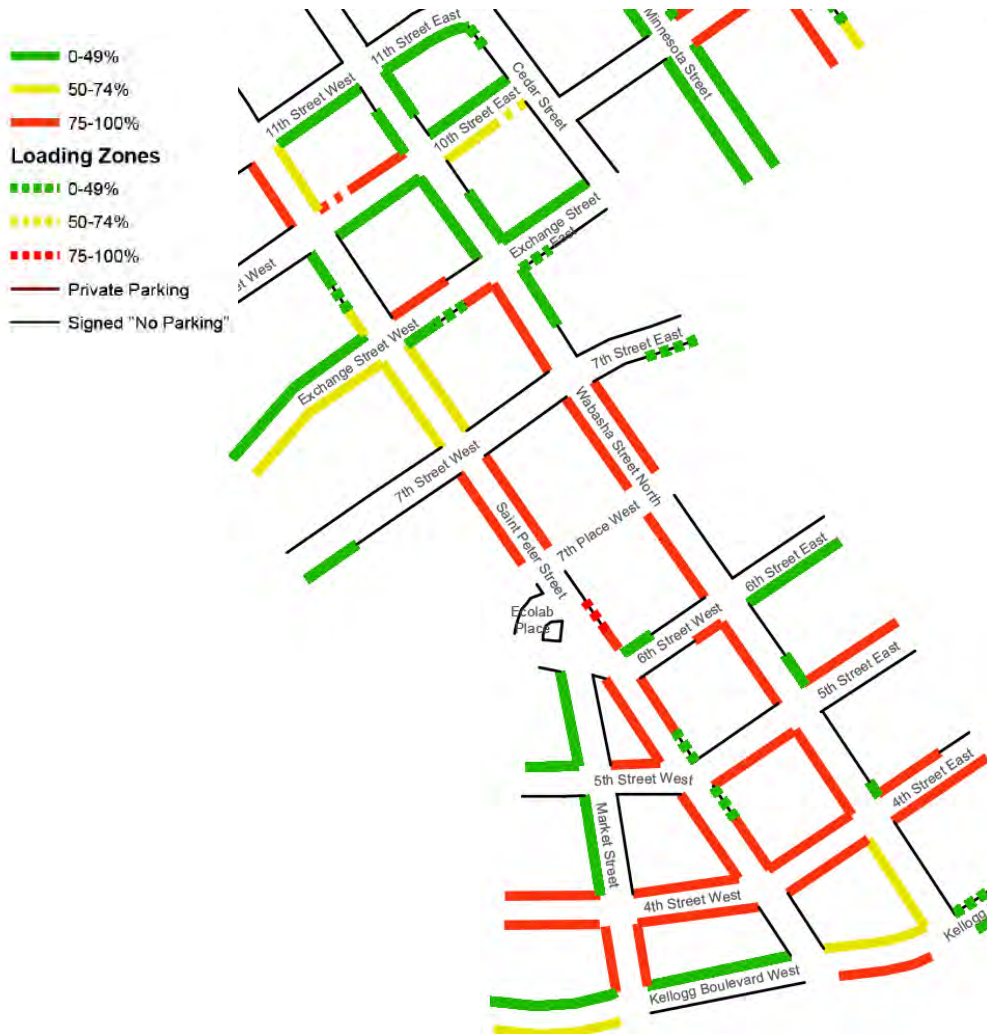 0-49%
50-74%
75-100%
Loading Zones
0-49%
50-74%
75-100%
Private Parking
Signed "No Parking"
11th Street East
Minnesota Street
11th Street West
Cedar Street
10th Street East
Exchange Street
East
et West
Exchange Street West
7th Street East
Wabasha Street North
7th Street West
Saint Peter Street
7th Place West
Ecolab
Place
6th Street East
6th Street West
5th Street East
5th Street West
Market Street
4th Street East
4th Street West
Kellogg
Kellogg Boulevard West